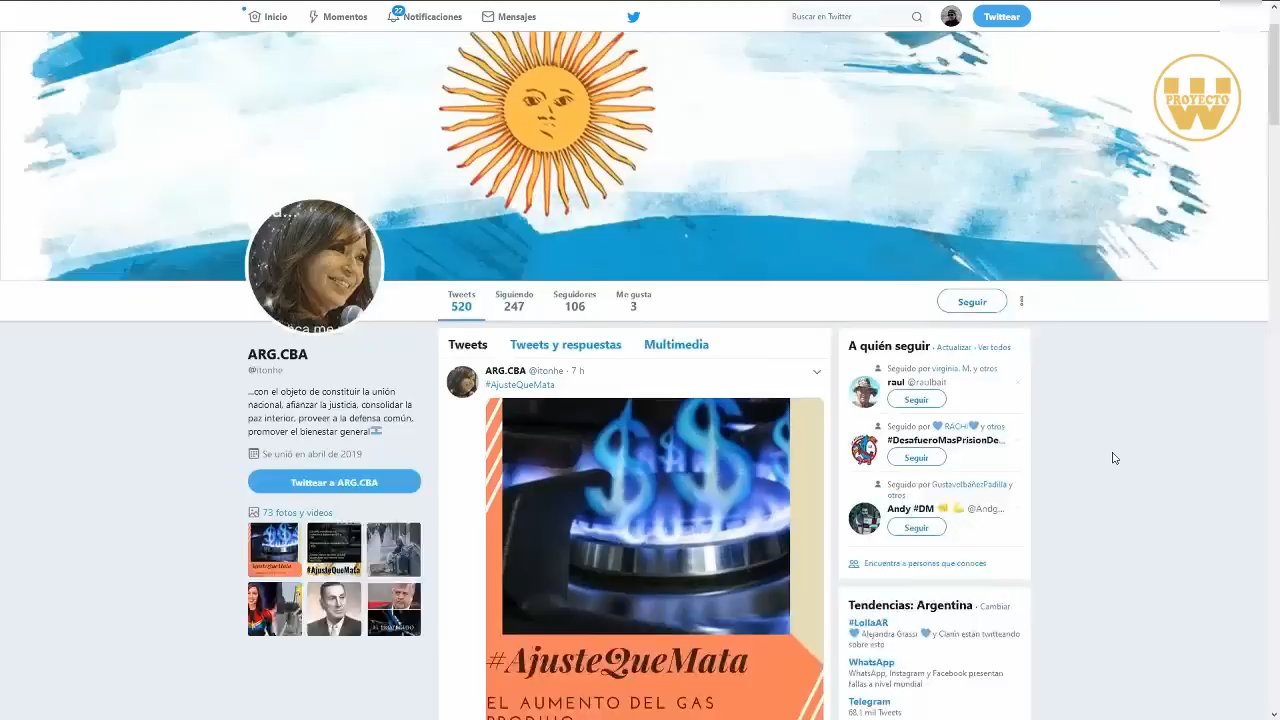 Inicio
Momentos
22
Notificaciones
Mensajes
Buscar en Twitter
Twittear
PROYECTO
W
Tweets
520
Siguiendo
247
Seguidores
106
Me gusta
3
Seguir
ARG.CBA
@itonhe
...con el objeto de constituir la unión
nacional, afianzar la justicia, consolidar la
paz interior, proveer a la defensa común,
promover el bienestar general
Se unió en abril de 2019
Twittear a ARG.CBA
73 fotos y videos
#AjusteQueMata
Tweets
Tweets y respuestas
Multimedia
ARG.CBA @itonhe · 7 h
#AjusteQueMata
#AjusteQueMata
EL AUMENTO DEL GAS
A quién seguir · Actualizar · Ver todos
Seguido por virginia. M. y otros
raul @raulbait
Seguir
Seguido por 💙 RACHI💙 y otros
#DesafueroMasPrisionDe...
Seguir
Seguido por GustavoIbáñezPadilla y
otros
Andy #DM @Andg...
Seguir
Encuentra a personas que conoces
Tendencias: Argentina · Cambiar
#LollaAR
💙 Alejandra Grassi 💙 y Clarín están twitteando
sobre esto
WhatsApp
WhatsApp, Instagram y Facebook presentan
fallas a nivel mundial
Telegram
68,1 mil Tweets